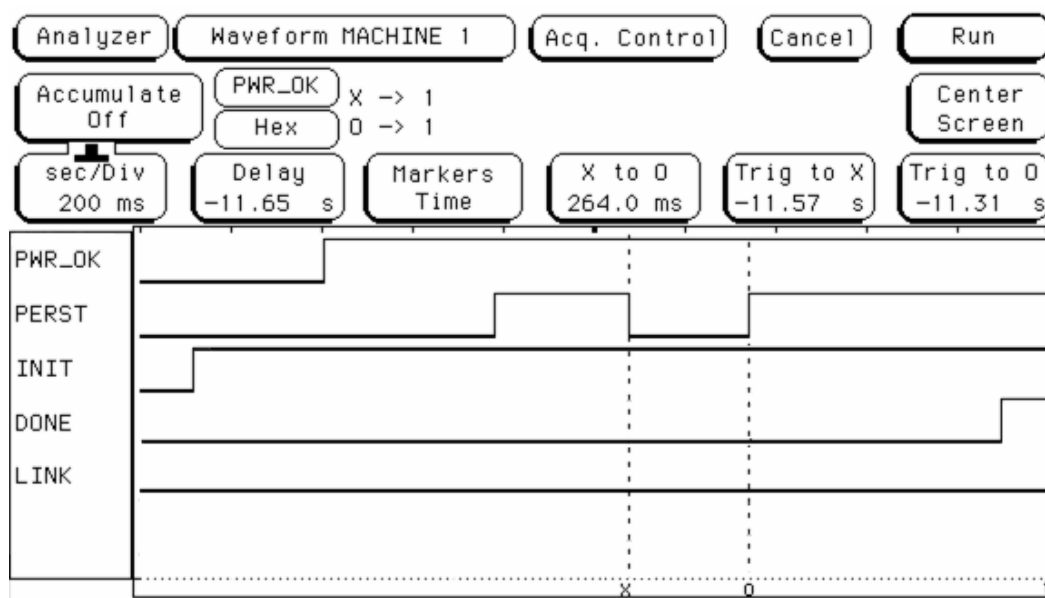 Analyzer Waveform MACHINE 1 Acq. Control Cancel Run
Accumulate Off PWR_OK X -> 1 Center Screen
Hex O -> 1
sec/Div Delay Markers X to O Trig to X Trig to O
200 ms -11.65 s Time 264.0 ms -11.57 s -11.31 s
PWR_OK
PERST
INIT
DONE
LINK
X O